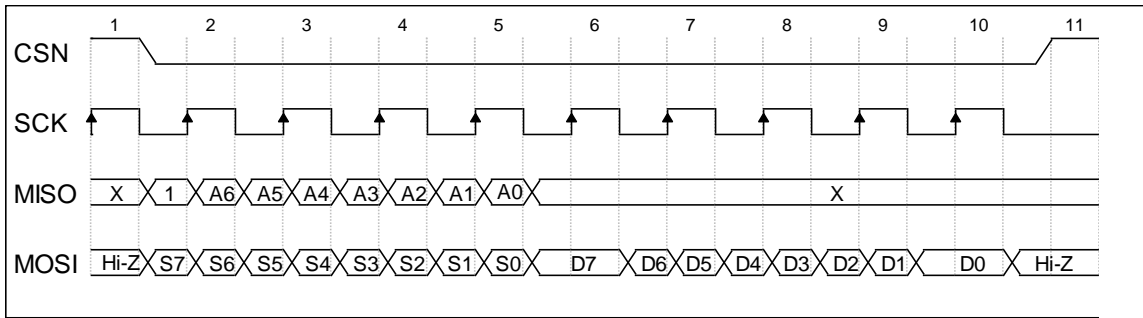 1 2 3 4 5 6 7 8 9 10 11
CSN
SCK
MISO X 1 A6 A5 A4 A3 A2 A1 A0 X
MOSI Hi-Z S7 S6 S5 S4 S3 S2 S1 S0 D7 D6 D5 D4 D3 D2 D1 D0 Hi-Z